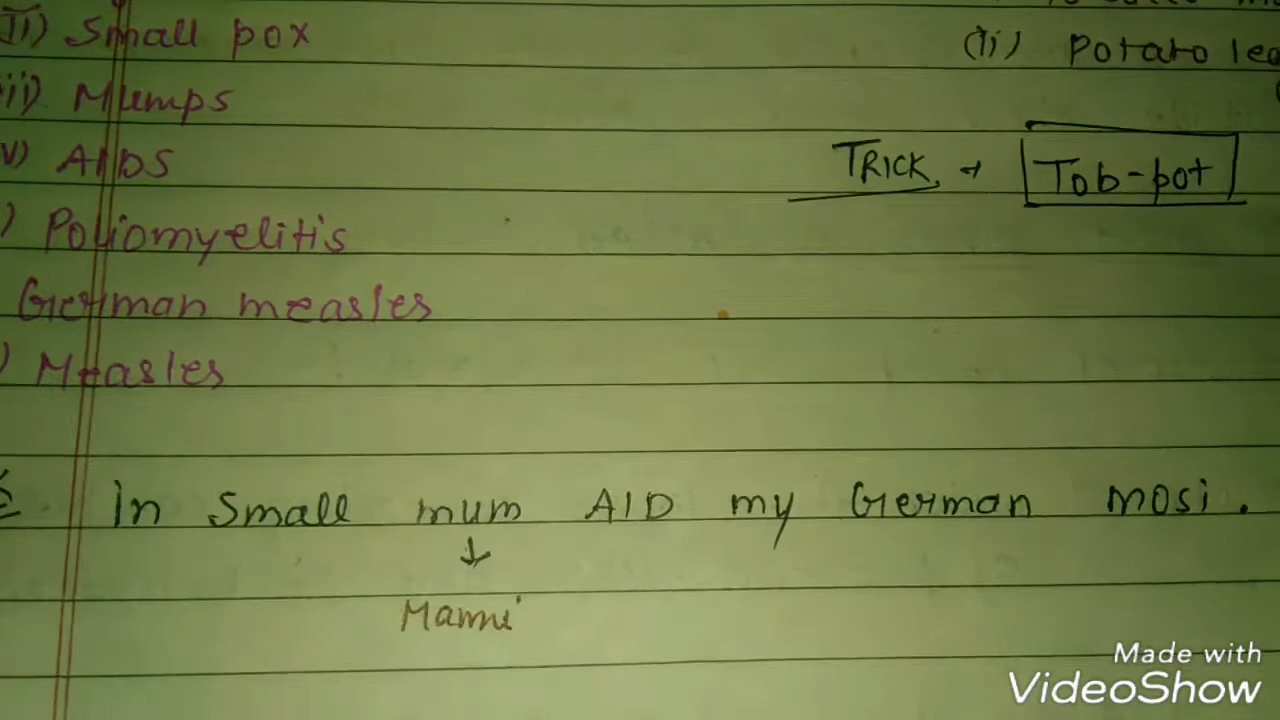 II) Small pox
iii) Mumps
v) AIDS
) Poliomyelitis
German measles
) Measles
In Small mum AID my German mosi.
↓
Mammi
(ii) Potato lea
TRICK → Tob-pot
Made with
VideoShow